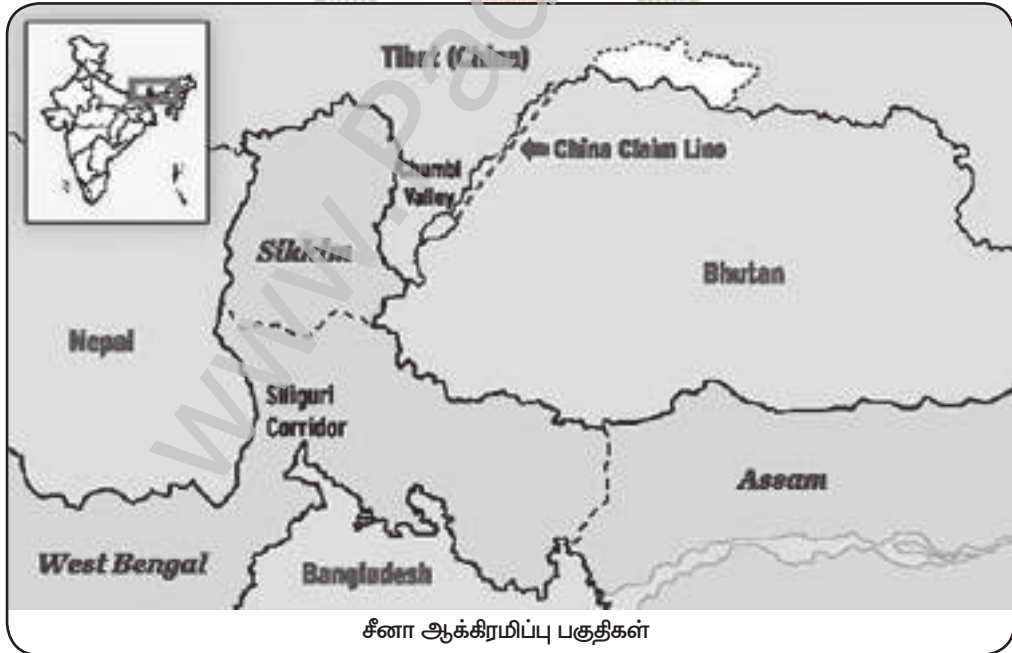 Tibet (China)
China Claim Line
Chumbi
Valley
Sikkim
Bhutan
Nepal
Siliguri
Corridor
Assam
West Bengal
Bangladesh
சீனா ஆக்கிரமிப்பு பகுதிகள்